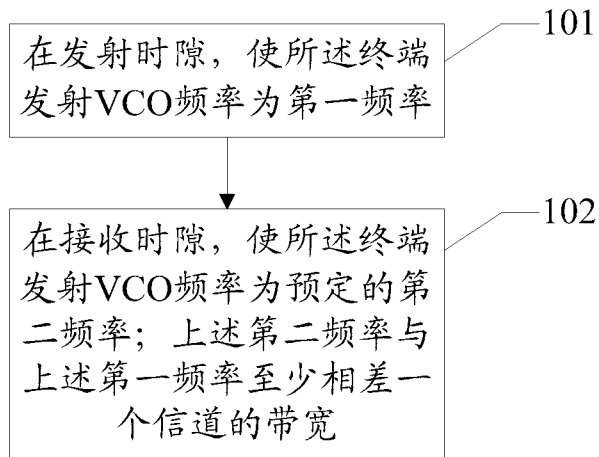 101
在发射时隙，使所述终端
发射VCO频率为第一频率
102
在接收时隙，使所述终端
发射VCO频率为预定的第
二频率；上述第二频率与
上述第一频率至少相差一
个信道的带宽